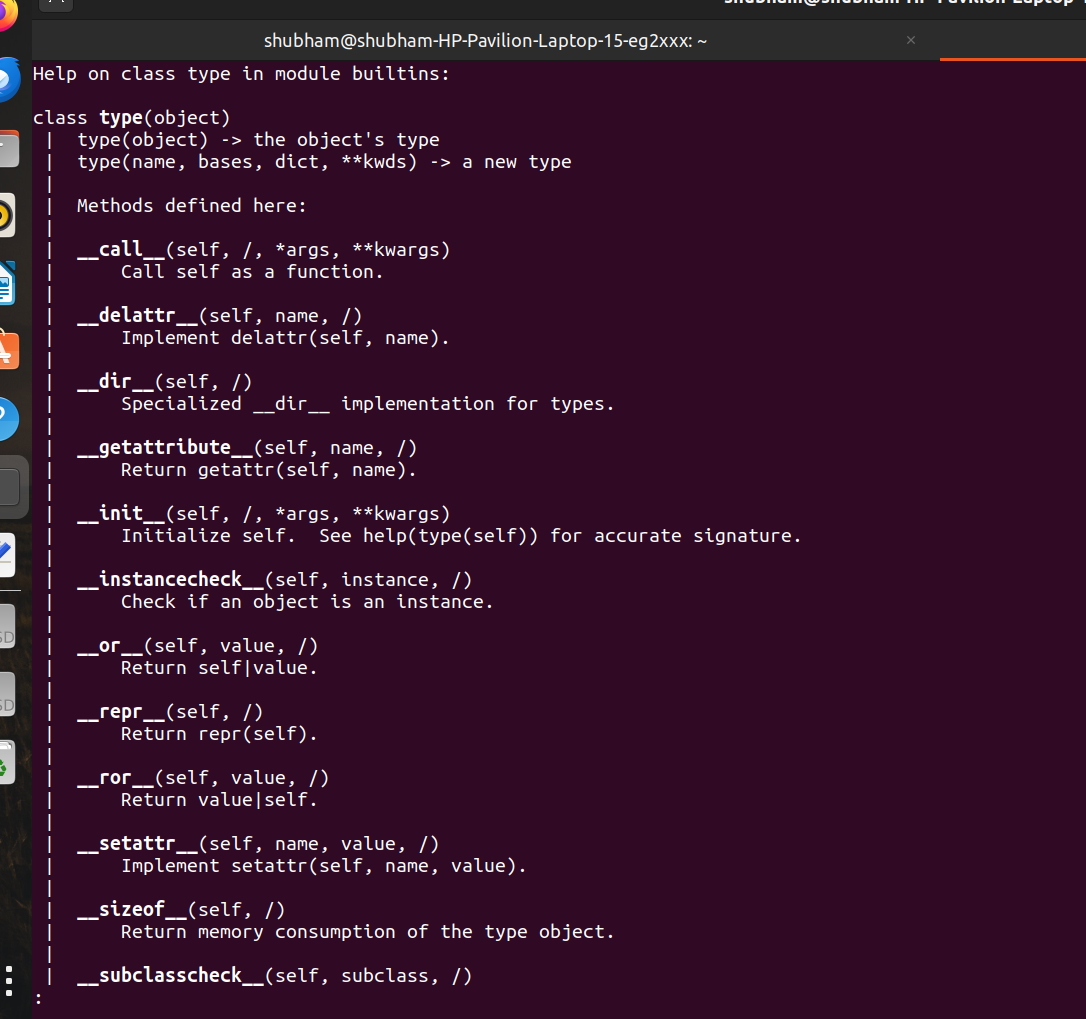 shubham@shubham-HP-Pavilion-Laptop-15-eg2xxx: ~
Help on class type in module builtins:
class type(object)
 |  type(object) -> the object's type
 |  type(name, bases, dict, **kwds) -> a new type
 |
 |  Methods defined here:
 |
 |  __call__(self, /, *args, **kwargs)
 |      Call self as a function.
 |
 |  __delattr__(self, name, /)
 |      Implement delattr(self, name).
 |
 |  __dir__(self, /)
 |      Specialized __dir__ implementation for types.
 |
 |  __getattribute__(self, name, /)
 |      Return getattr(self, name).
 |
 |  __init__(self, /, *args, **kwargs)
 |      Initialize self.  See help(type(self)) for accurate signature.
 |
 |  __instancecheck__(self, instance, /)
 |      Check if an object is an instance.
 |
 |  __or__(self, value, /)
 |      Return self|value.
 |
 |  __repr__(self, /)
 |      Return repr(self).
 |
 |  __ror__(self, value, /)
 |      Return value|self.
 |
 |  __setattr__(self, name, value, /)
 |      Implement setattr(self, name, value).
 |
 |  __sizeof__(self, /)
 |      Return memory consumption of the type object.
 |
 |  __subclasscheck__(self, subclass, /)
: